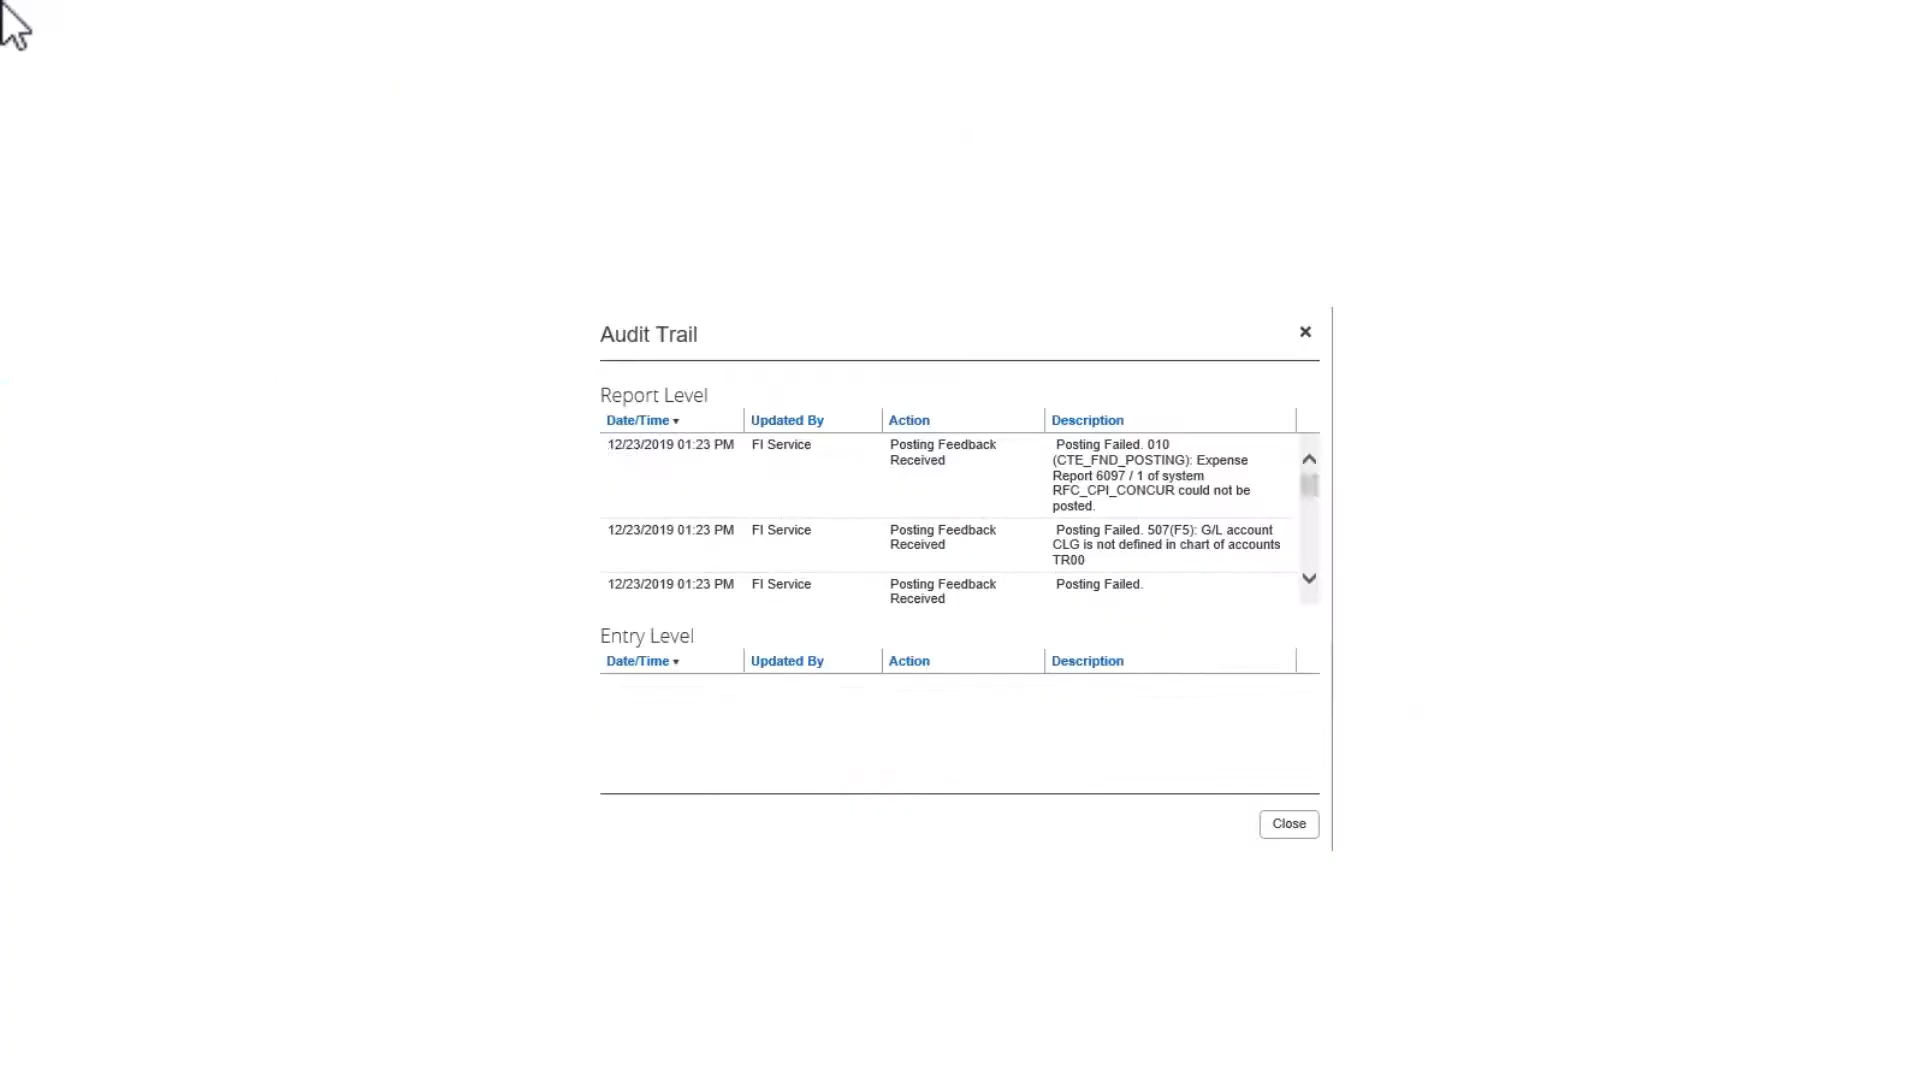 Audit Trail
Report Level
Date/Time Updated By Action Description
12/23/2019 01:23 PM FI Service Posting Feedback Posting Failed. 010
Received (CTE_FND_POSTING): Expense
Report 6097 / 1 of system
RFC_CPI_CONCUR could not be
posted.
12/23/2019 01:23 PM FI Service Posting Feedback Posting Failed. 507(F5): G/L account
Received CLG is not defined in chart of accounts
TR00
12/23/2019 01:23 PM FI Service Posting Feedback Posting Failed.
Received
Entry Level
Date/Time Updated By Action Description
Close